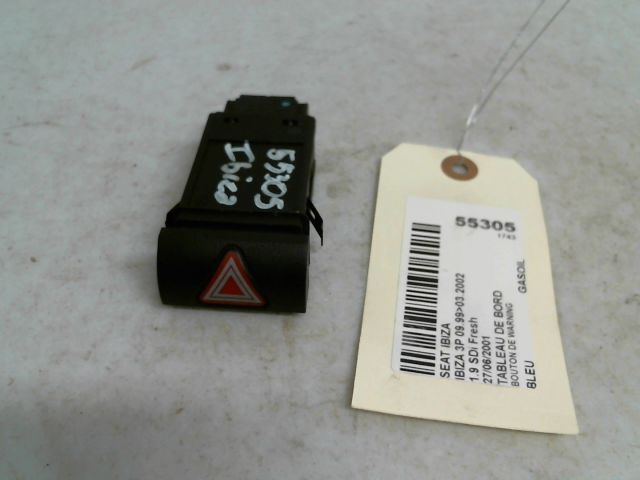 55305
Ibiza
55305
1743
SEAT IBIZA
IBIZA 3P 09.99>03.2002
1.9 SDi Fresh
GASOIL
27/06/2001
TABLEAU DE BORD
BOUTON DE WARNING
BLEU